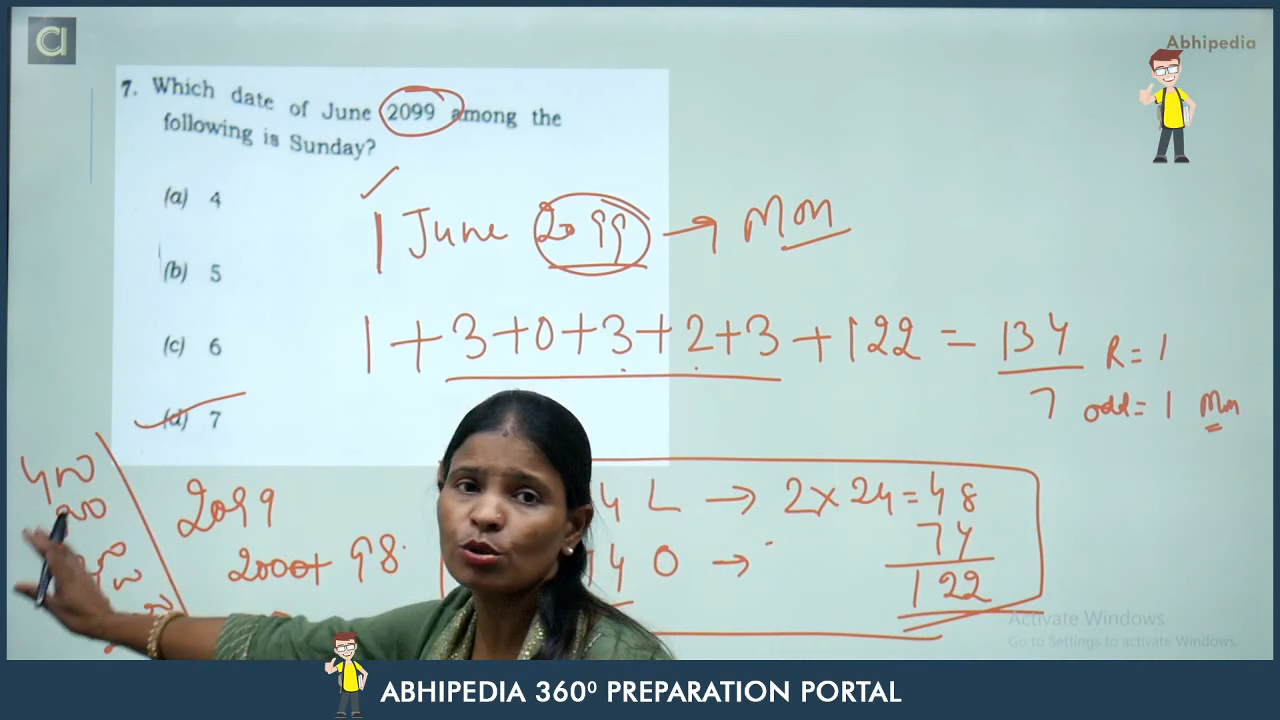 Abhipedia
7. Which date of June 2099 among the
following is Sunday?
(a) 4
(b) 5
(c) 6
(d) 7
1 June 2099 → Mon
1 + 3 + 0 + 3 + 2 + 3 + 122 = 134
7
R = 1
odd = 1 Mon
400
2099
2000 + 98
4 L → 2 x 24 = 48
4 O → 74
122
Activate Windows
Go to Settings to activate Windows.
ABHIPEDIA 360⁰ PREPARATION PORTAL